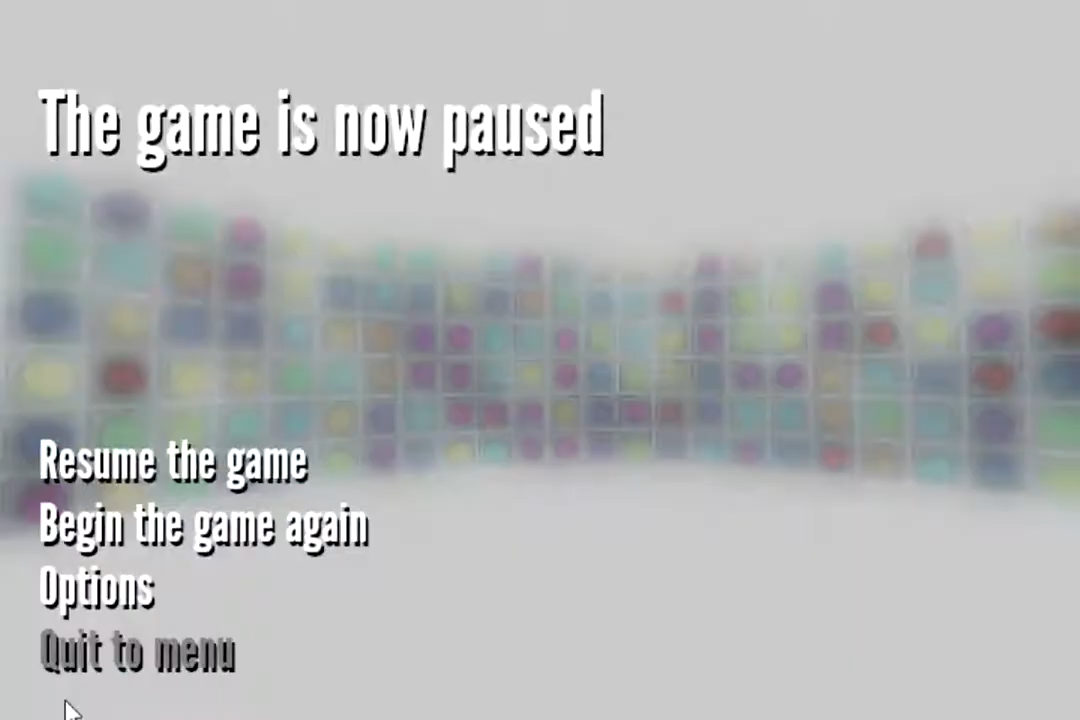 The game is now paused
Resume the game
Begin the game again
Options
Quit to menu